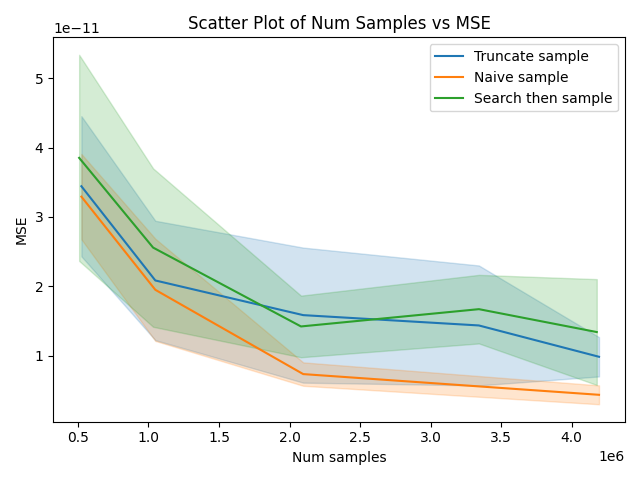 Scatter Plot of Num Samples vs MSE
1e−11
Truncate sample
Naive sample
Search then sample
MSE
5
4
3
2
1
0.5 1.0 1.5 2.0 2.5 3.0 3.5 4.0
1e6
Num samples